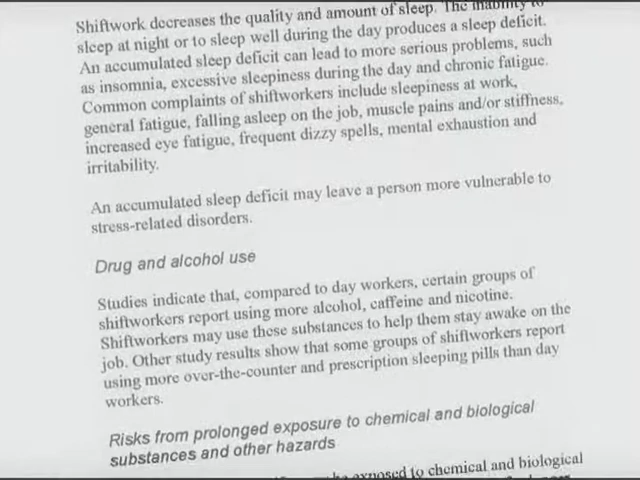 Shiftwork decreases the quality and amount of sleep. The inability to
sleep at night or to sleep well during the day produces a sleep deficit.
An accumulated sleep deficit can lead to more serious problems, such
as insomnia, excessive sleepiness during the day and chronic fatigue.
Common complaints of shiftworkers include sleepiness at work,
general fatigue, falling asleep on the job, muscle pains and/or stiffness,
increased eye fatigue, frequent dizzy spells, mental exhaustion and
irritability.
An accumulated sleep deficit may leave a person more vulnerable to
stress-related disorders.
Drug and alcohol use
Studies indicate that, compared to day workers, certain groups of
shiftworkers report using more alcohol, caffeine and nicotine.
Shiftworkers may use these substances to help them stay awake on the
job. Other study results show that some groups of shiftworkers report
using more over-the-counter and prescription sleeping pills than day
workers.
Risks from prolonged exposure to chemical and biological
substances and other hazards
exposed to chemical and biological